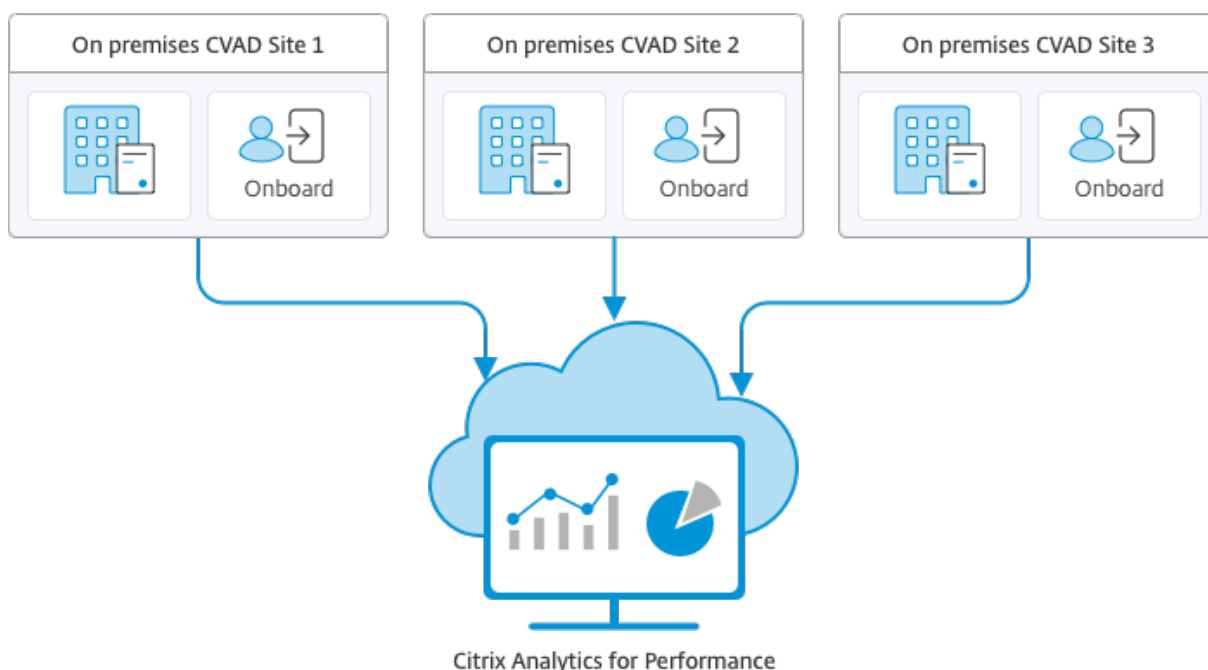 On premises CVAD Site 1
On premises CVAD Site 2
On premises CVAD Site 3
Onboard
Onboard
Onboard
Citrix Analytics for Performance